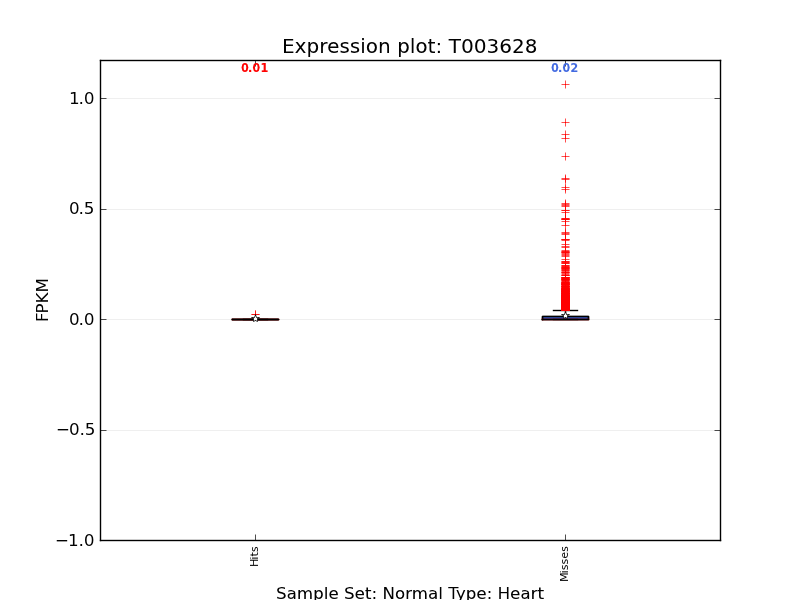 Expression plot: T003628
0.01
0.02
1.0
0.5
0.0
−0.5
−1.0
FPKM
Hits
Misses
Sample Set: Normal Type: Heart